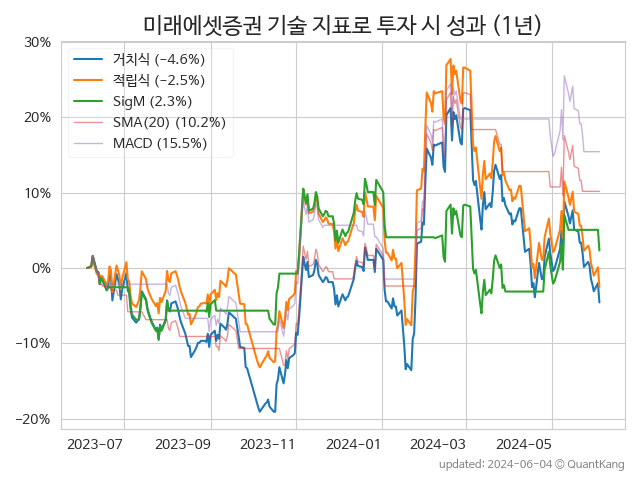 미래에셋증권 기술 지표로 투자 시 성과 (1년)
30%
20%
10%
0%
−10%
−20%
거치식 (−4.6%)
적립식 (−2.5%)
SigM (2.3%)
SMA(20) (10.2%)
MACD (15.5%)
2023−07
2023−09
2023−11
2024−01
2024−03
2024−05
updated: 2024−06−04 © QuantKang